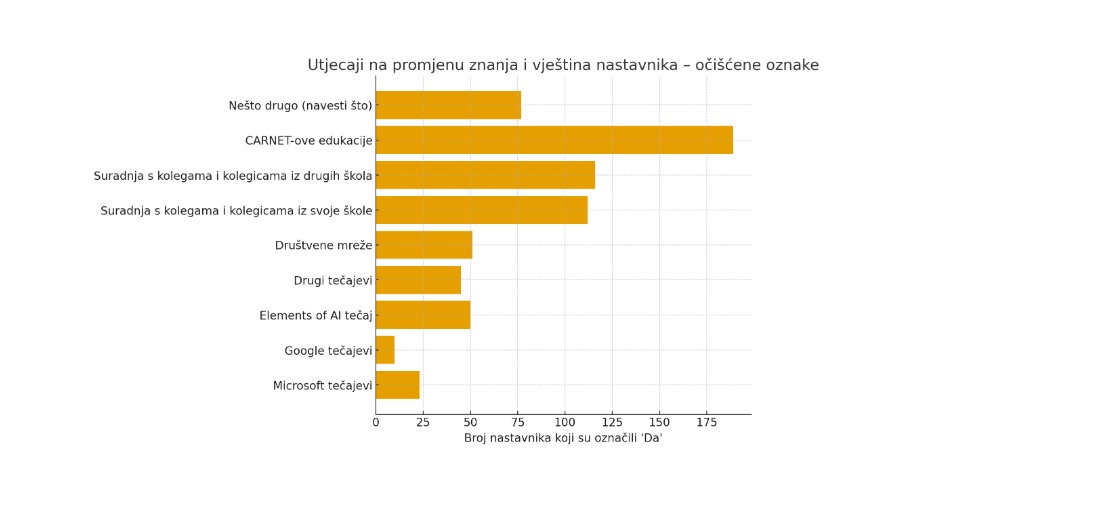 Utjecaji na promjenu znanja i vještina nastavnika – očišćene oznake
Nešto drugo (navesti što)
CARNET-ove edukacije
Suradnja s kolegama i kolegicama iz drugih škola
Suradnja s kolegama i kolegicama iz svoje škole
Društvene mreže
Drugi tečajevi
Elements of AI tečaj
Google tečajevi
Microsoft tečajevi
0 25 50 75 100 125 150 175
Broj nastavnika koji su označili 'Da'